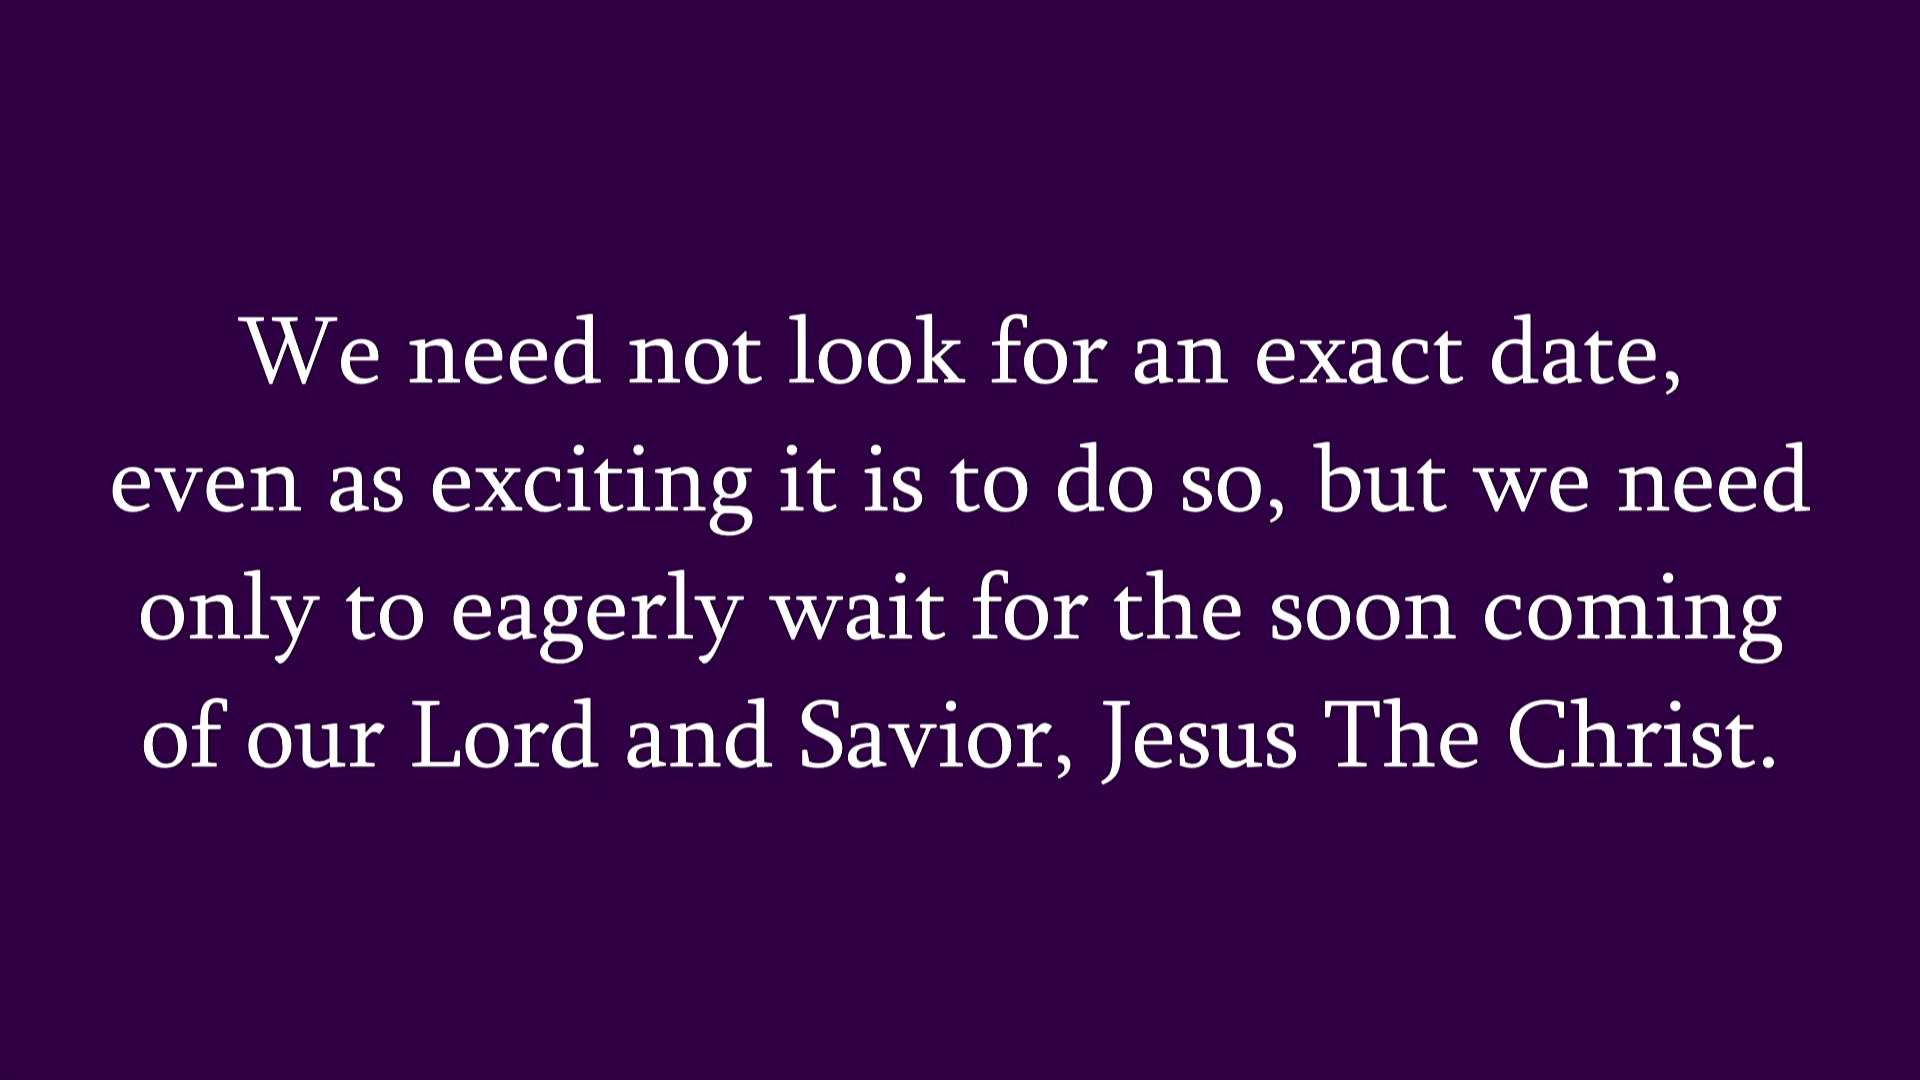 We need not look for an exact date,
even as exciting it is to do so, but we need
only to eagerly wait for the soon coming
of our Lord and Savior, Jesus The Christ.